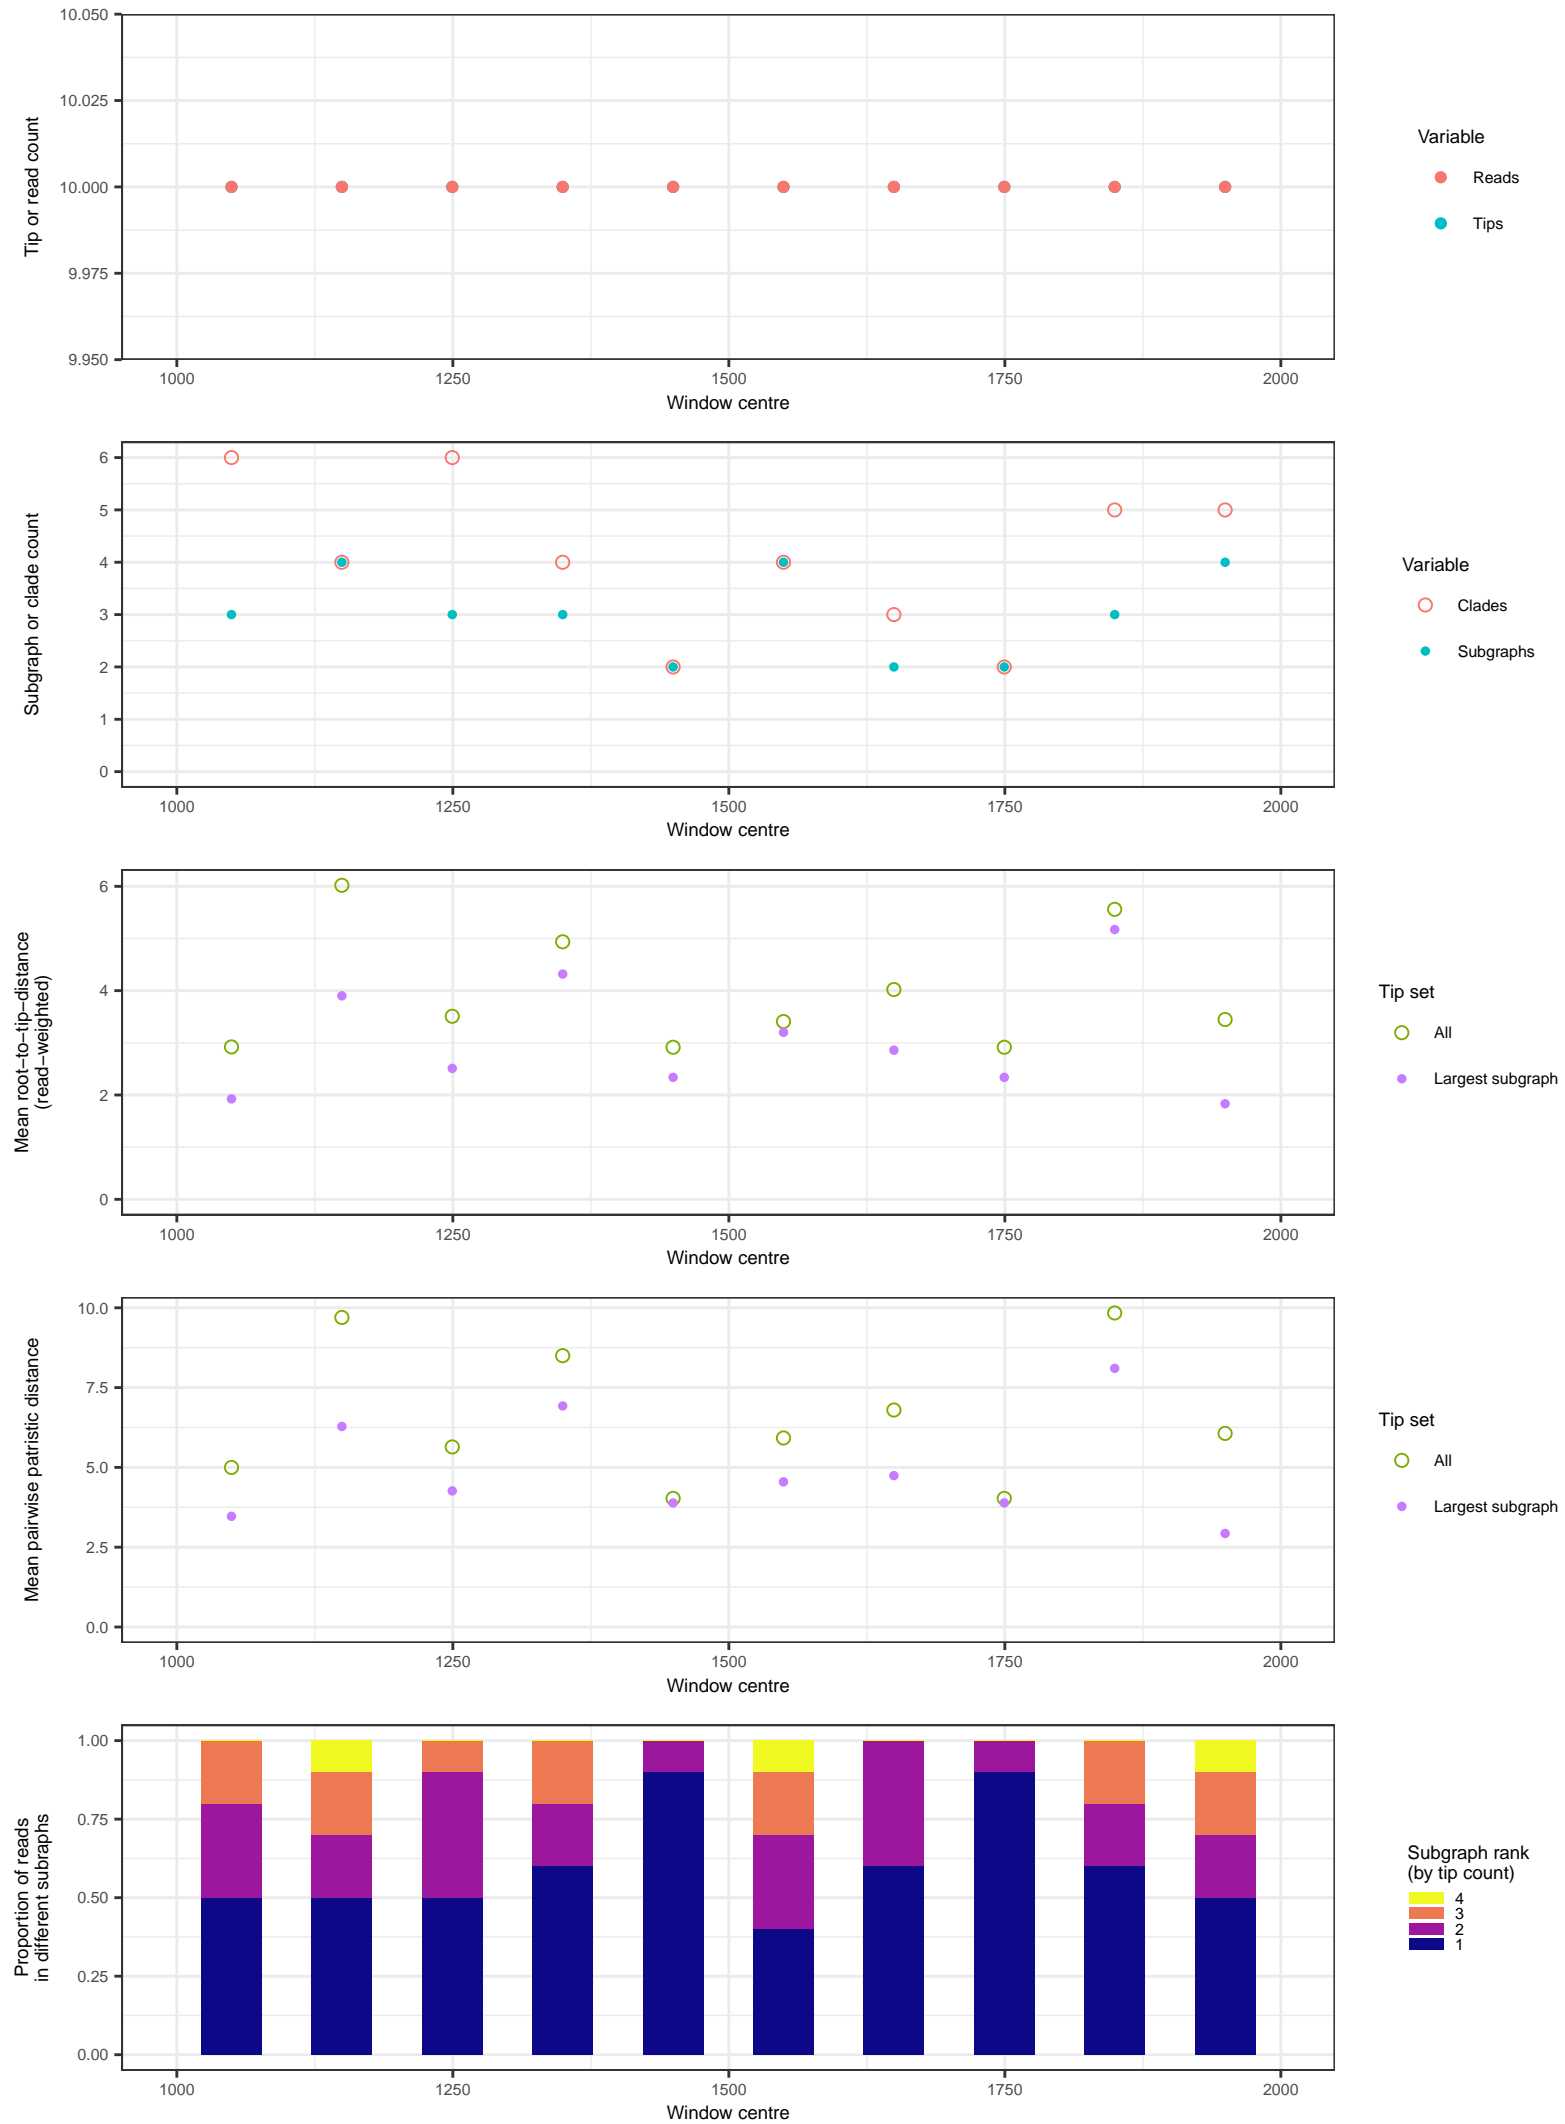 10.050
10.025
10.000
9.975
9.950
Tip or read count
1000 1250 1500 1750 2000
Window centre
Variable
Reads
Tips
6
5
4
3
2
1
0
Subgraph or clade count
1000 1250 1500 1750 2000
Window centre
Variable
Clades
Subgraphs
6
4
2
0
Mean root−to−tip−distance
(read−weighted)
1000 1250 1500 1750 2000
Window centre
Tip set
All
Largest subgraph
10.0
7.5
5.0
2.5
0.0
Mean pairwise patristic distance
1000 1250 1500 1750 2000
Window centre
Tip set
All
Largest subgraph
1.00
0.75
0.50
0.25
0.00
Proportion of reads
in different subraphs
1000 1250 1500 1750 2000
Window centre
Subgraph rank
(by tip count)
4
3
2
1